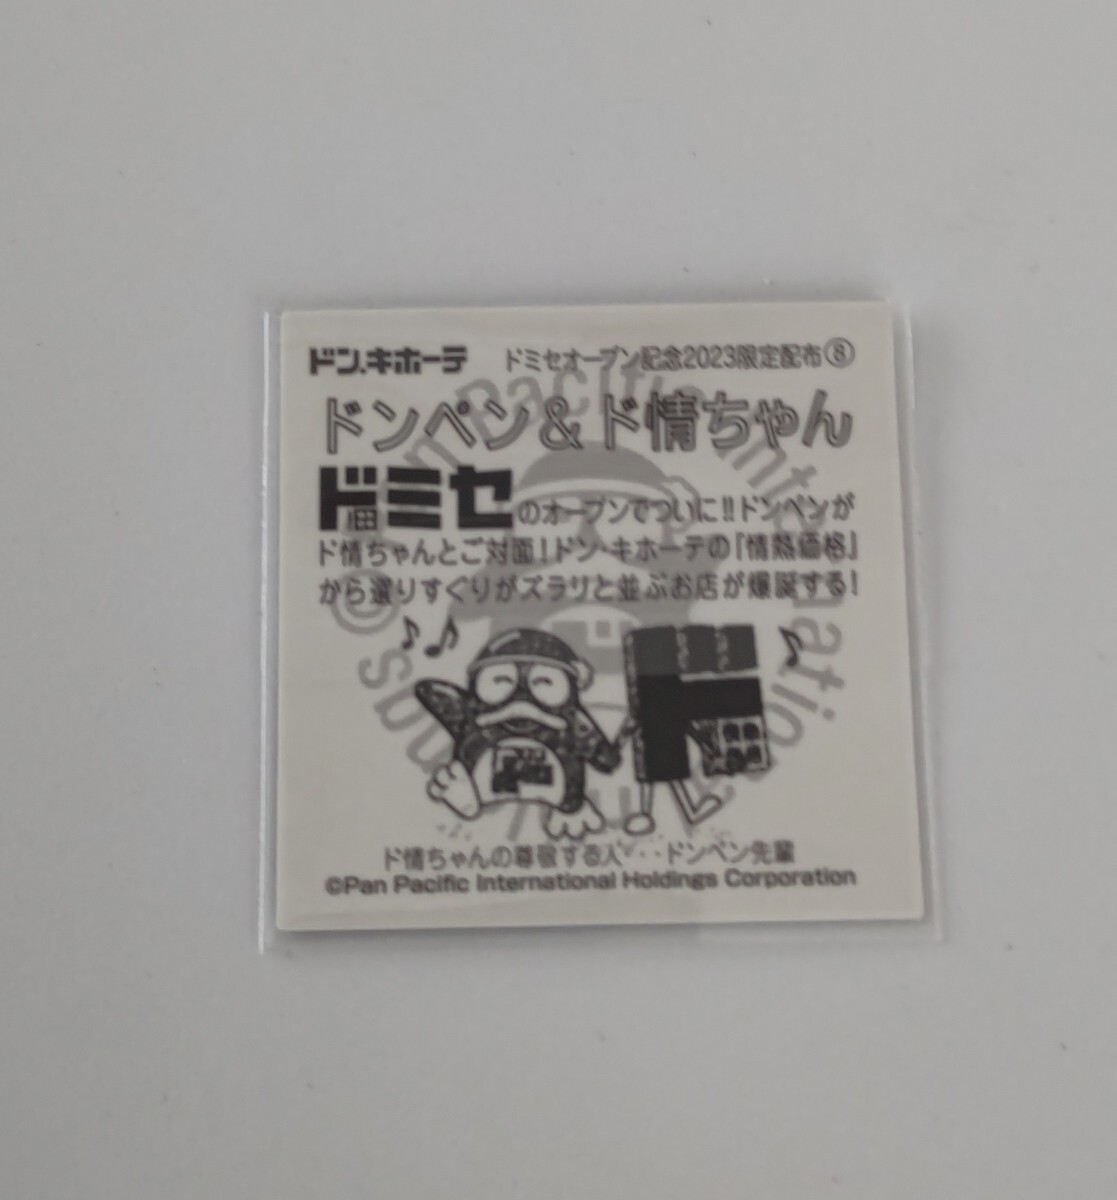 ドン.キホーテ ドミセオープン記念2023限定配布⑧
ドンペン&ド情ちゃん
ドミセのオープンでついに!!ドンペンが
ド情ちゃんとご対面!ドン・キホーテの『情熱価格』
から選りすぐりがズラリと並ぶお店が爆誕する!
ド情ちゃんの尊敬する人・・・ドンペン先輩
©Pan Pacific International Holdings Corporation